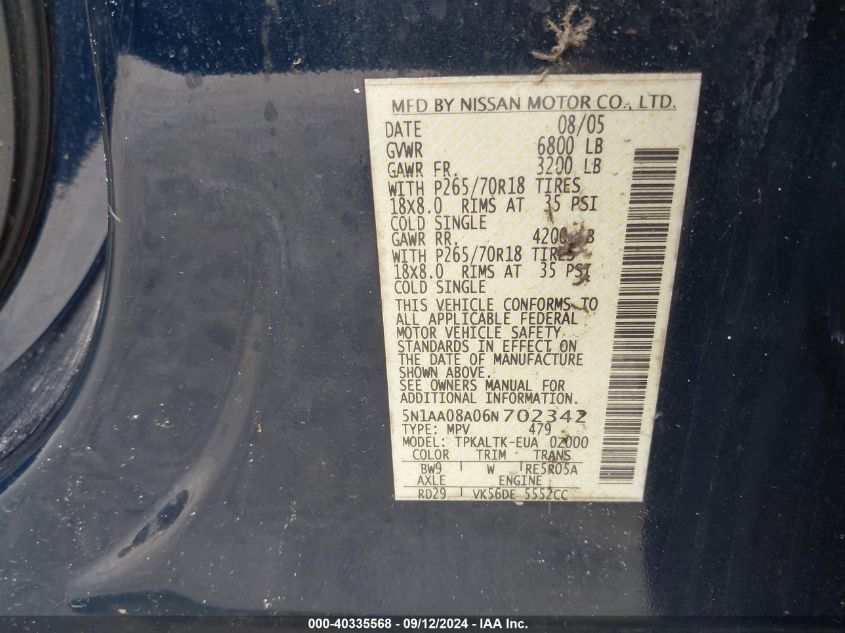 MFD BY NISSAN MOTOR CO., LTD.
DATE 08/05
GVWR 6800 LB
GAWR FR. 3200 LB
WITH P265/70R18 TIRES
18X8.0 RIMS AT 35 PSI
COLD SINGLE
GAWR RR. 4200 LB
WITH P265/70R18 TIRES
18X8.0 RIMS AT 35 PSI
COLD SINGLE
THIS VEHICLE CONFORMS TO
ALL APPLICABLE FEDERAL
MOTOR VEHICLE SAFETY
STANDARDS IN EFFECT ON
THE DATE OF MANUFACTURE
SHOWN ABOVE.
SEE OWNERS MANUAL FOR
ADDITIONAL INFORMATION.
5N1AA08A06N702342
TYPE: MPV 479
MODEL: TPKALTK-EUA 0Z000
COLOR TRIM TRANS
BW9 W RE5R05A
AXLE ENGINE
RD29 VK56DE 5552CC
000-40335568 - 09/12/2024 - IAA Inc.